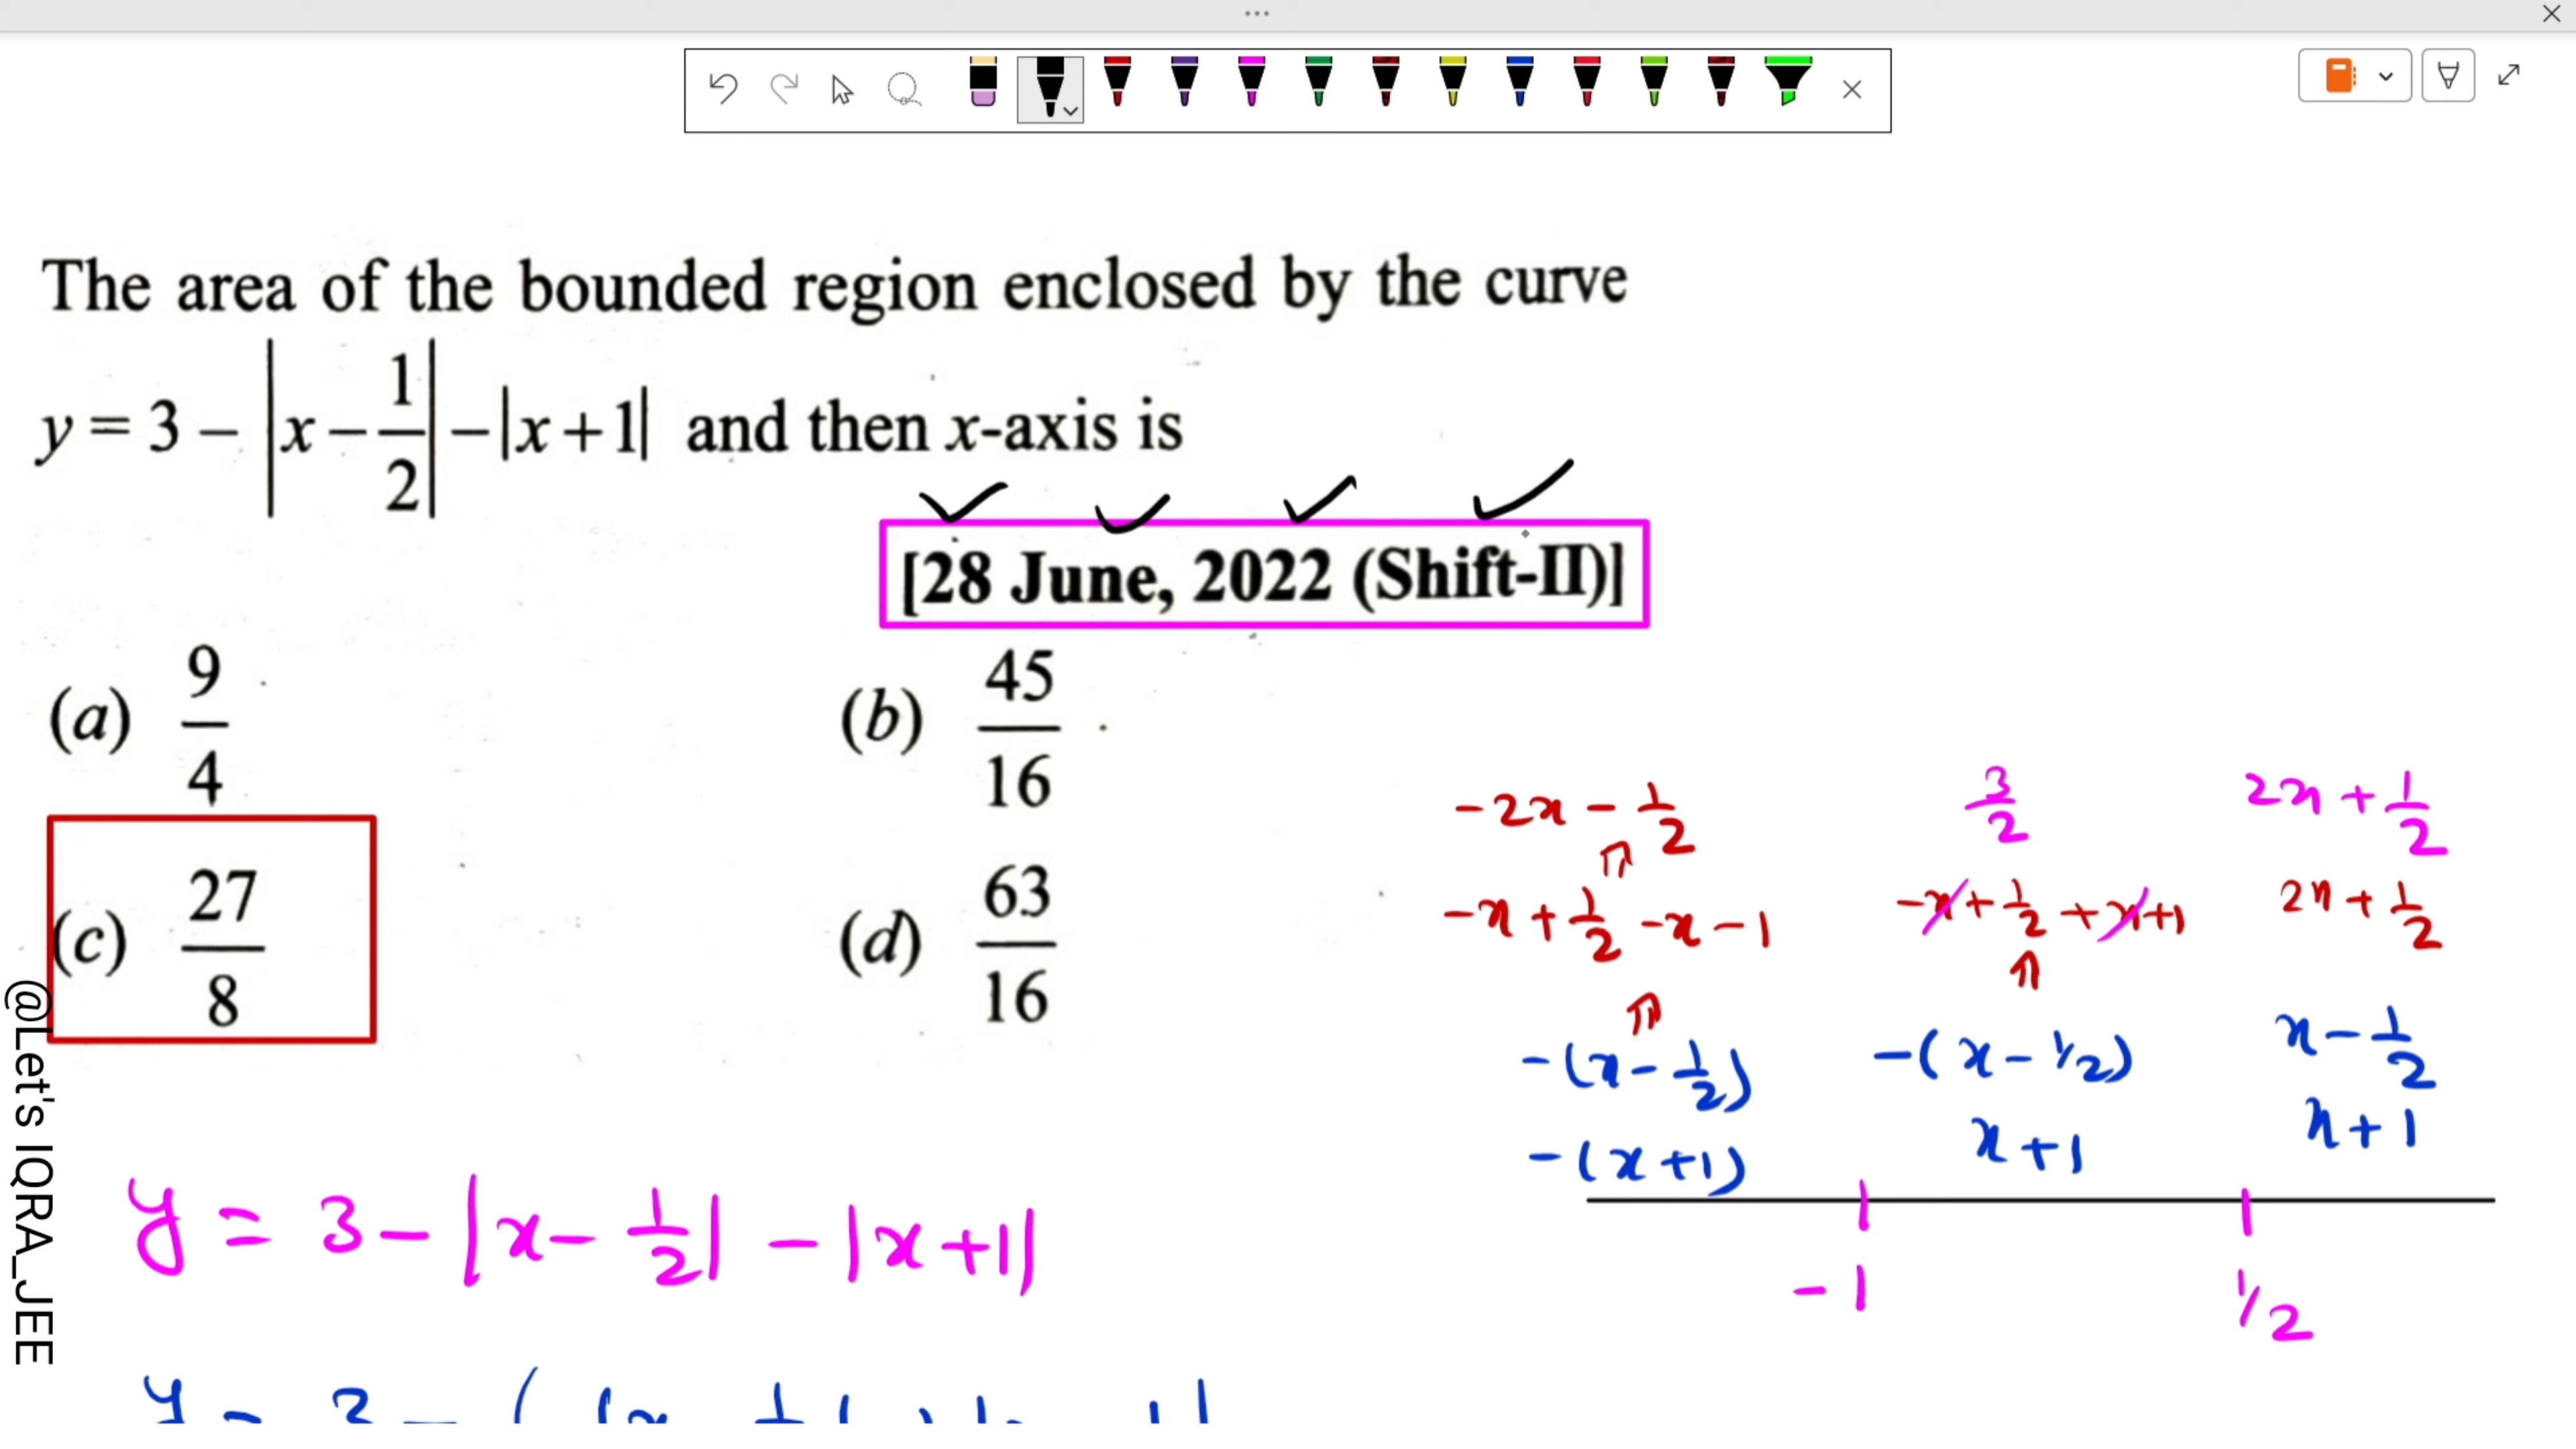 The area of the bounded region enclosed by the curve
y = 3 – |x – 1/2| – |x + 1| and then x-axis is
[28 June, 2022 (Shift-II)]
(a) 9/4
(b) 45/16
(c) 27/8
(d) 63/16
-2x - 1/2
3/2
2x + 1/2
-x + 1/2 - x - 1
-x + 1/2 + x + 1
2x + 1/2
-(x - 1/2)
-(x - 1/2)
x - 1/2
-(x + 1)
x + 1
x + 1
-1
1/2
y = 3 - |x - 1/2| - |x + 1|
@Let's IQRA_JEE